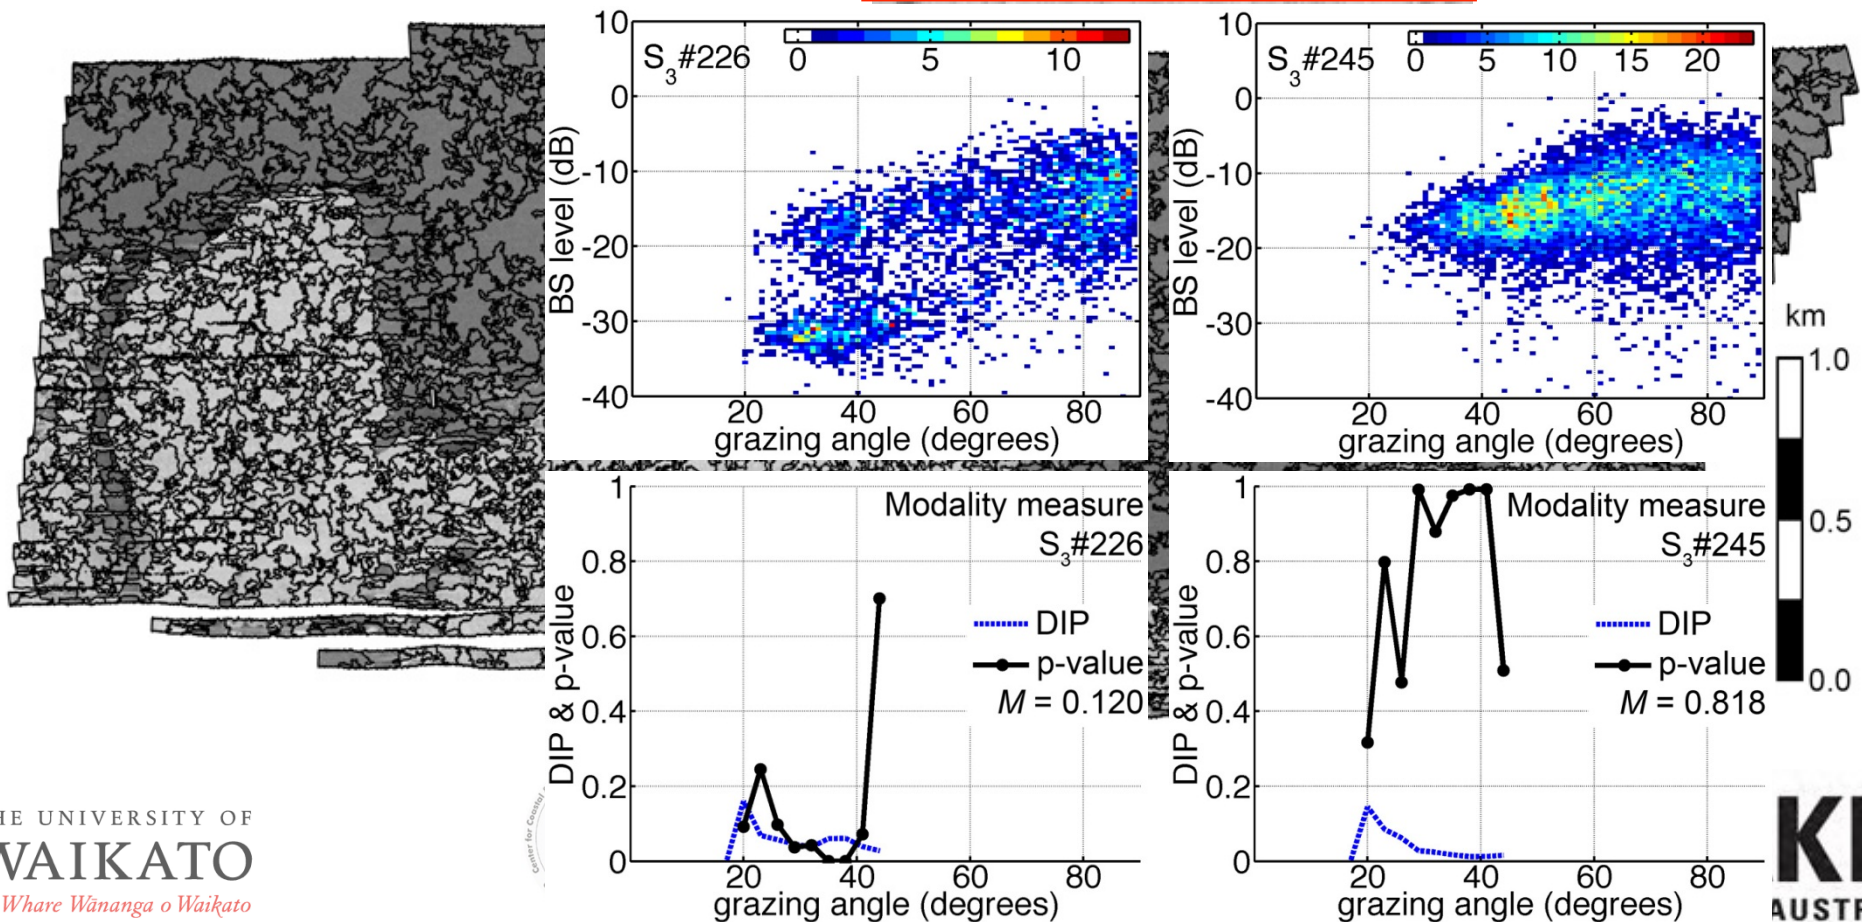 10
0
-10
-20
-30
-40
BS level (dB)
S3#226
0 5 10
20 40 60 80
grazing angle (degrees)
10
0
-10
-20
-30
-40
BS level (dB)
S3#245
0 5 10 15 20
20 40 60 80
grazing angle (degrees)
km
1.0
0.5
0.0
1
0.8
0.6
0.4
0.2
0
DIP & p-value
Modality measure
S3#226
DIP
p-value
M = 0.120
20 40 60 80
grazing angle (degrees)
1
0.8
0.6
0.4
0.2
0
DIP & p-value
Modality measure
S3#245
DIP
p-value
M = 0.818
20 40 60 80
grazing angle (degrees)
HE UNIVERSITY OF
WAIKATO
Whare Wānanga o Waikato
Center for Coastal